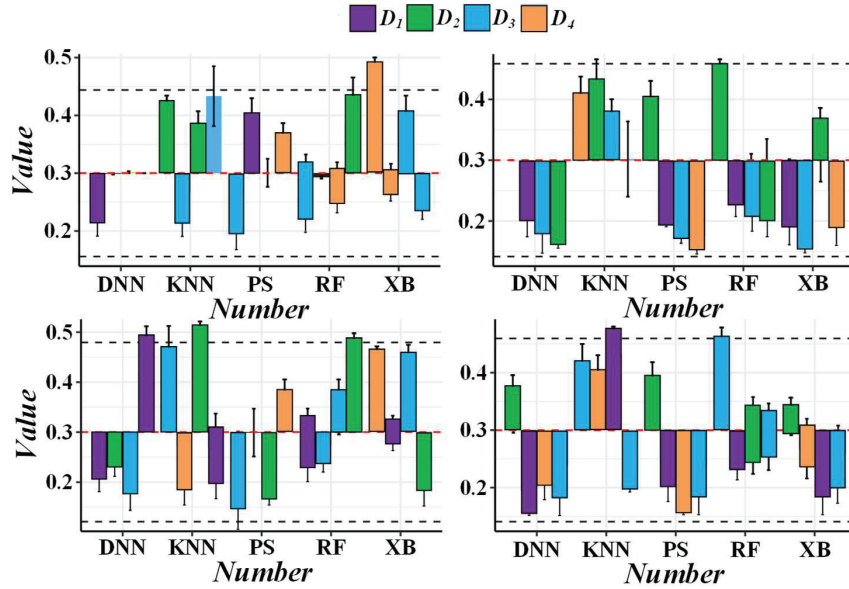 D1 D2 D3 D4
Value
0.5
0.4
0.3
0.2
DNN KNN PS RF XB
Number
0.4
0.3
0.2
DNN KNN PS RF XB
Number
Value
0.5
0.4
0.3
0.2
DNN KNN PS RF XB
Number
0.4
0.3
0.2
DNN KNN PS RF XB
Number